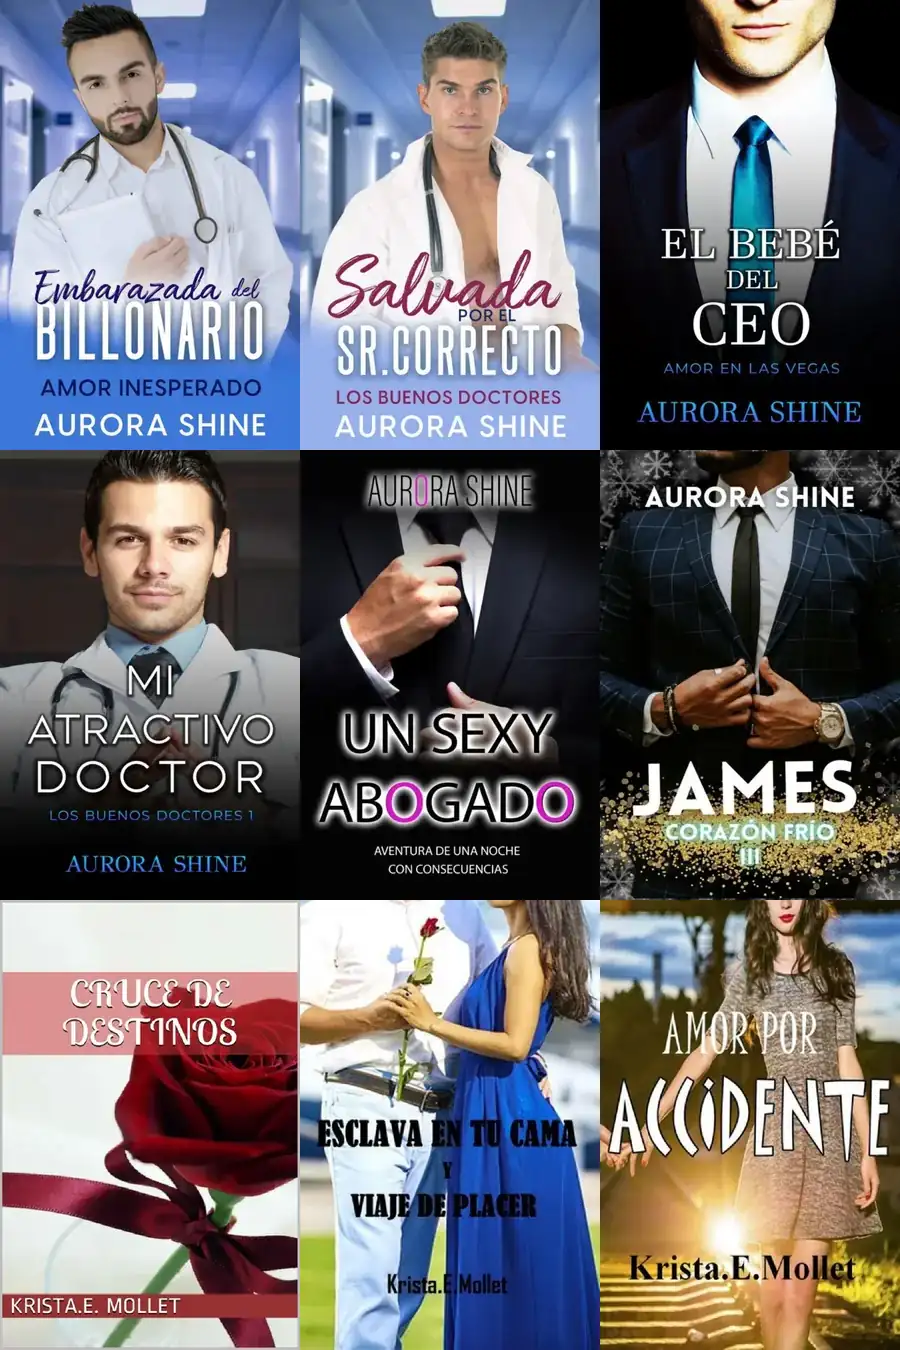 Embarazada del
BILLONARIO
AMOR INESPERADO
AURORA SHINE
Salvada
POR EL
SR.CORRECTO
LOS BUENOS DOCTORES
AURORA SHINE
EL BEBÉ
DEL
CEO
AMOR EN LAS VEGAS
AURORA SHINE
MI
ATRACTIVO
DOCTOR
LOS BUENOS DOCTORES 1
AURORA SHINE
AURORA SHINE
UN SEXY
ABOGADO
AVENTURA DE UNA NOCHE
CON CONSECUENCIAS
AURORA SHINE
JAMES
CORAZÓN FRÍO
III
CRUCE DE
DESTINOS
KRISTA.E. MOLLET
ESCLAVA EN TU CAMA
Y
VIAJE DE PLACER
Krista.E.Mollet
AMOR POR
ACCiDENTE
Krista.E.Mollet